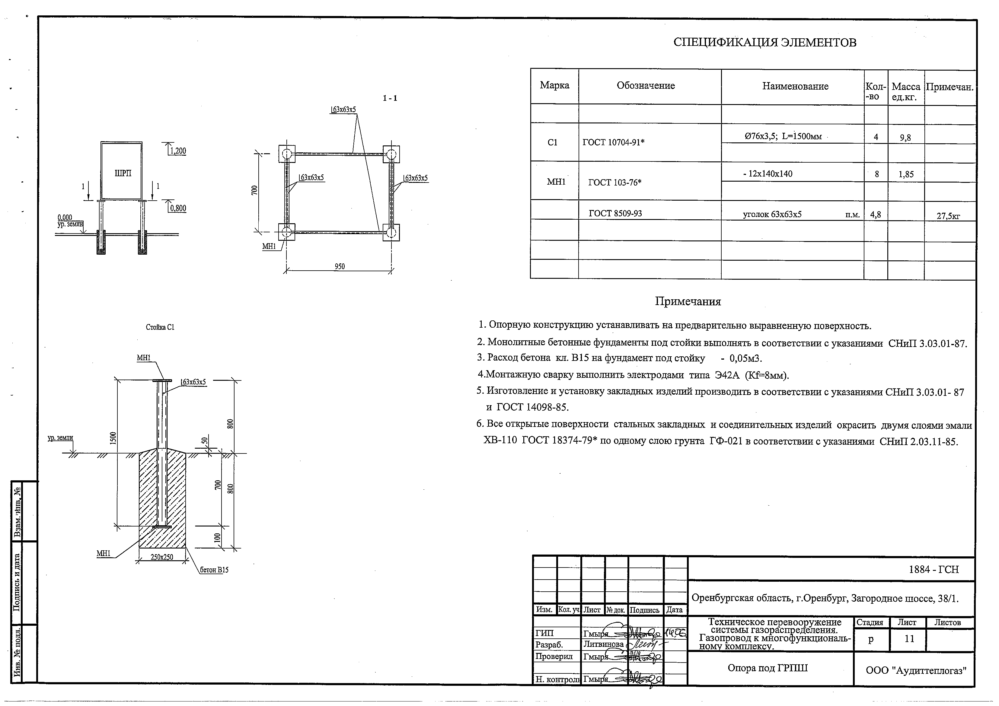 СПЕЦИФИКАЦИЯ ЭЛЕМЕНТОВ
Марка Обозначение Наименование Кол-
-во Масса
ед.кг. Примечан.
С1 ГОСТ 10704-91* Ø76х3,5; L=1500мм 4 9,8
МН1 ГОСТ 103-76* - 12х140х140 8 1,85
ГОСТ 8509-93 уголок 63х63х5 п.м. 4,8 27,5кг
1 - 1
L63х63х5
L63х63х5
L63х63х5
700
950
МН1
ШРП
1,200
0,800
1
1
0,000
ур. земли
Стойка С1
МН1
L63х63х5
1500
800
50
ур. земли
700
800
100
МН1
250х250
бетон В15
Примечания
1. Опорную конструкцию устанавливать на предварительно выравненную поверхность.
2. Монолитные бетонные фундаменты под стойки выполнять в соответствии с указаниями СНиП 3.03.01-87.
3. Расход бетона кл. В15 на фундамент под стойку - 0,05м3.
4.Монтажную сварку выполнить электродами типа Э42А (Kf=8мм).
5. Изготовление и установку закладных изделий производить в соответствии с указаниями СНиП 3.03.01- 87
и ГОСТ 14098-85.
6. Все открытые поверхности стальных закладных и соединительных изделий окрасить двумя слоями эмали
ХВ-110 ГОСТ 18374-79* по одному слою грунта ГФ-021 в соответствии с указаниями СНиП 2.03.11-85.
Взам. Инв. №
Подпись и дата
Инв. № подл.
1884 - ГСН
Оренбургская область, г.Оренбург, Загородное шоссе, 38/1.
Изм. Кол. уч Лист № док. Подпись Дата
ГИП Гмыря
Разраб. Литвинова
Проверил Гмыря
Н. контроль Гмыря
Техническое перевооружение
системы газораспределения.
Газопровод к многофункциональ-
ному комплексу.
Стадия Лист Листов
р 11
Опора под ГРПШ
ООО "Аудиттеплогаз"